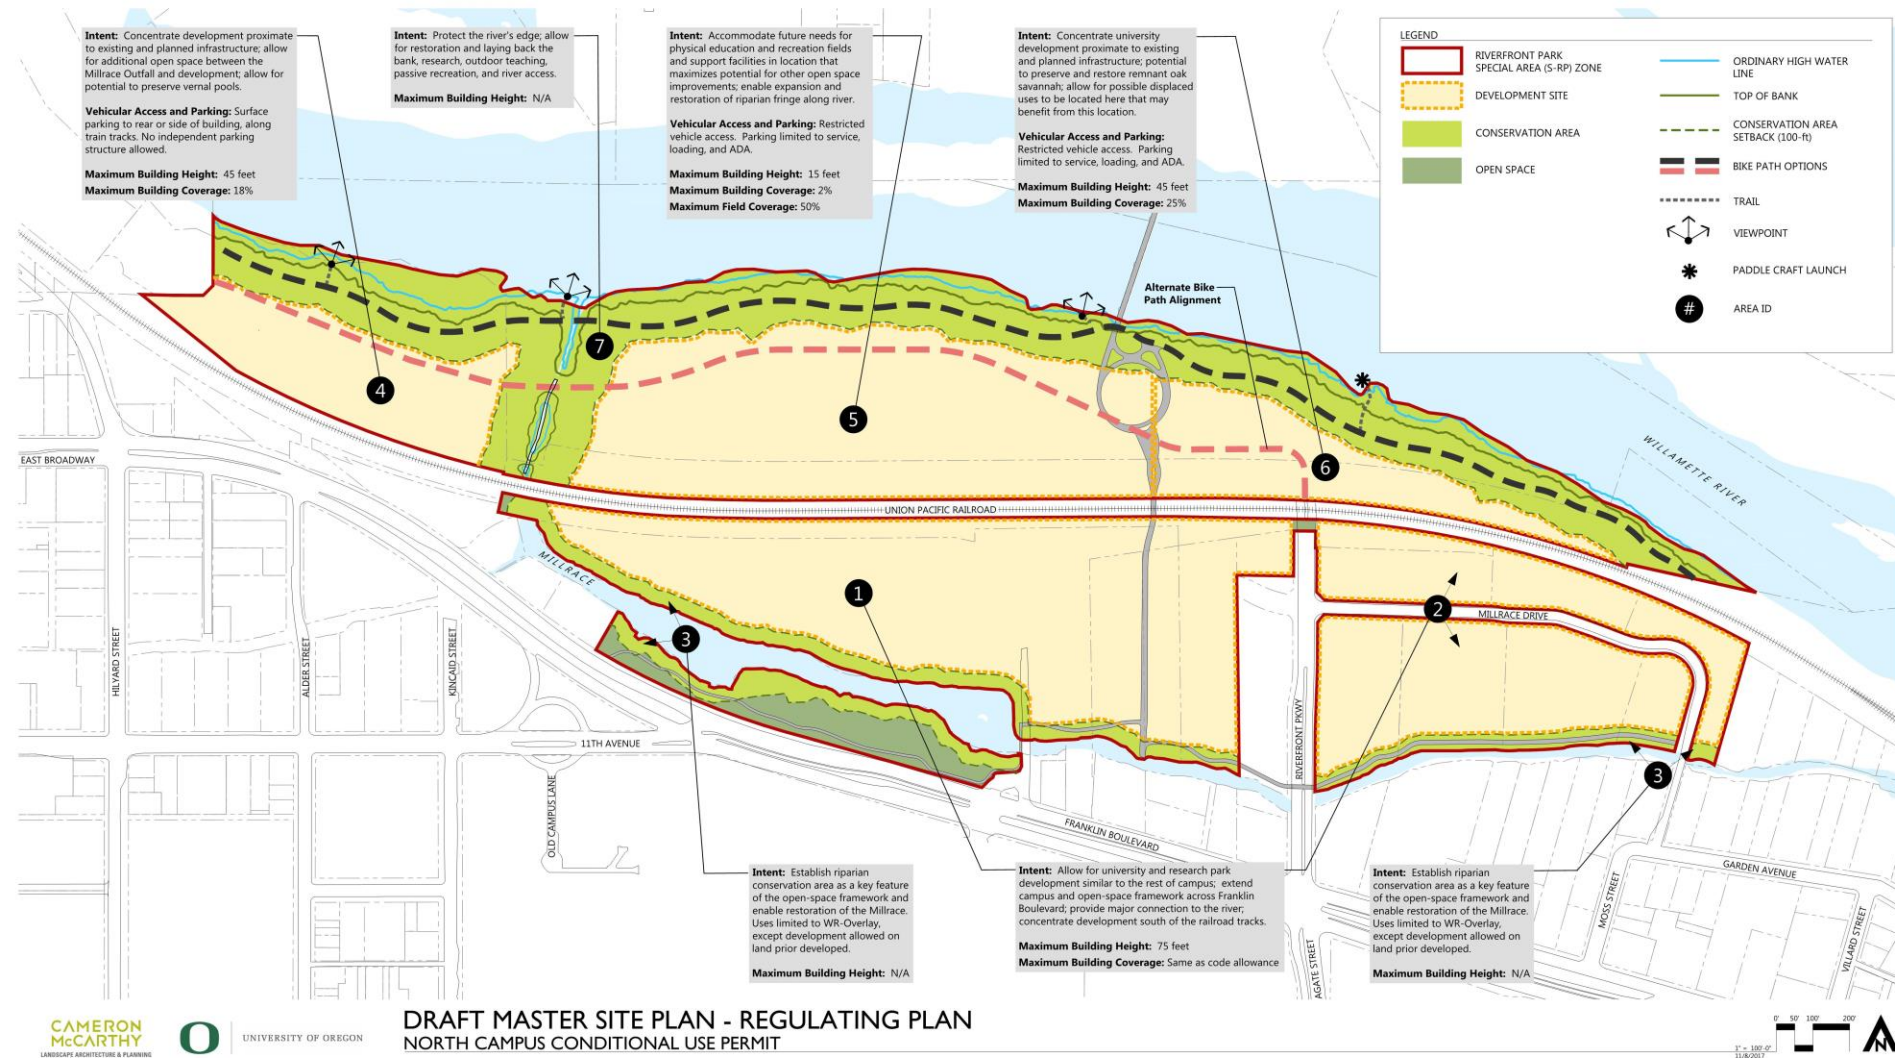 Intent: Concentrate development proximate
to existing and planned infrastructure; allow
for additional open space between the
Millrace Outfall and development; allow for
potential to preserve vernal pools.
Vehicular Access and Parking: Surface
parking to rear or side of building, along
train tracks. No independent parking
structure allowed.
Maximum Building Height: 45 feet
Maximum Building Coverage: 18%
Intent: Protect the river's edge; allow
for restoration and laying back the
bank, research, outdoor teaching,
passive recreation, and river access.
Maximum Building Height: N/A
Intent: Accommodate future needs for
physical education and recreation fields
and support facilities in location that
maximizes potential for other open space
improvements; enable expansion and
restoration of riparian fringe along river.
Vehicular Access and Parking: Restricted
vehicle access. Parking limited to service,
loading, and ADA.
Maximum Building Height: 15 feet
Maximum Building Coverage: 2%
Maximum Field Coverage: 50%
Intent: Concentrate university
development proximate to existing
and planned infrastructure; potential
to preserve and restore remnant oak
savannah; allow for possible displaced
uses to be located here that may
benefit from this location.
Vehicular Access and Parking:
Restricted vehicle access. Parking
limited to service, loading, and ADA.
Maximum Building Height: 45 feet
Maximum Building Coverage: 25%
LEGEND
RIVERFRONT PARK
SPECIAL AREA (S-RP) ZONE
DEVELOPMENT SITE
CONSERVATION AREA
OPEN SPACE
ORDINARY HIGH WATER
LINE
TOP OF BANK
CONSERVATION AREA
SETBACK (100-ft)
BIKE PATH OPTIONS
TRAIL
VIEWPOINT
PADDLE CRAFT LAUNCH
# AREA ID
Alternate Bike
Path Alignment
7
4
5
6
WILLAMETTE RIVER
EAST BROADWAY
UNION PACIFIC RAILROAD
MILLRACE
1
2
MILLRACE DRIVE
3
HILYARD STREET
ALDER STREET
KINCAID STREET
11TH AVENUE
OLD CAMPUS LANE
RIVERFRONT PKWY
3
FRANKLIN BOULEVARD
GARDEN AVENUE
MOSS STREET
VILLARD STREET
AGATE STREET
Intent: Establish riparian
conservation area as a key feature
of the open-space framework and
enable restoration of the Millrace.
Uses limited to WR-Overlay,
except development allowed on
land prior developed.
Maximum Building Height: N/A
Intent: Allow for university and research park
development similar to the rest of campus; extend
campus and open-space framework across Franklin
Boulevard; provide major connection to the river;
concentrate development south of the railroad tracks.
Maximum Building Height: 75 feet
Maximum Building Coverage: Same as code allowance
Intent: Establish riparian
conservation area as a key feature
of the open-space framework and
enable restoration of the Millrace.
Uses limited to WR-Overlay,
except development allowed on
land prior developed.
Maximum Building Height: N/A
CAMERON
McCARTHY
LANDSCAPE ARCHITECTURE & PLANNING
O
UNIVERSITY OF OREGON
DRAFT MASTER SITE PLAN - REGULATING PLAN
NORTH CAMPUS CONDITIONAL USE PERMIT
0' 50' 100' 200'
1" = 100'-0"
11/8/2017
N